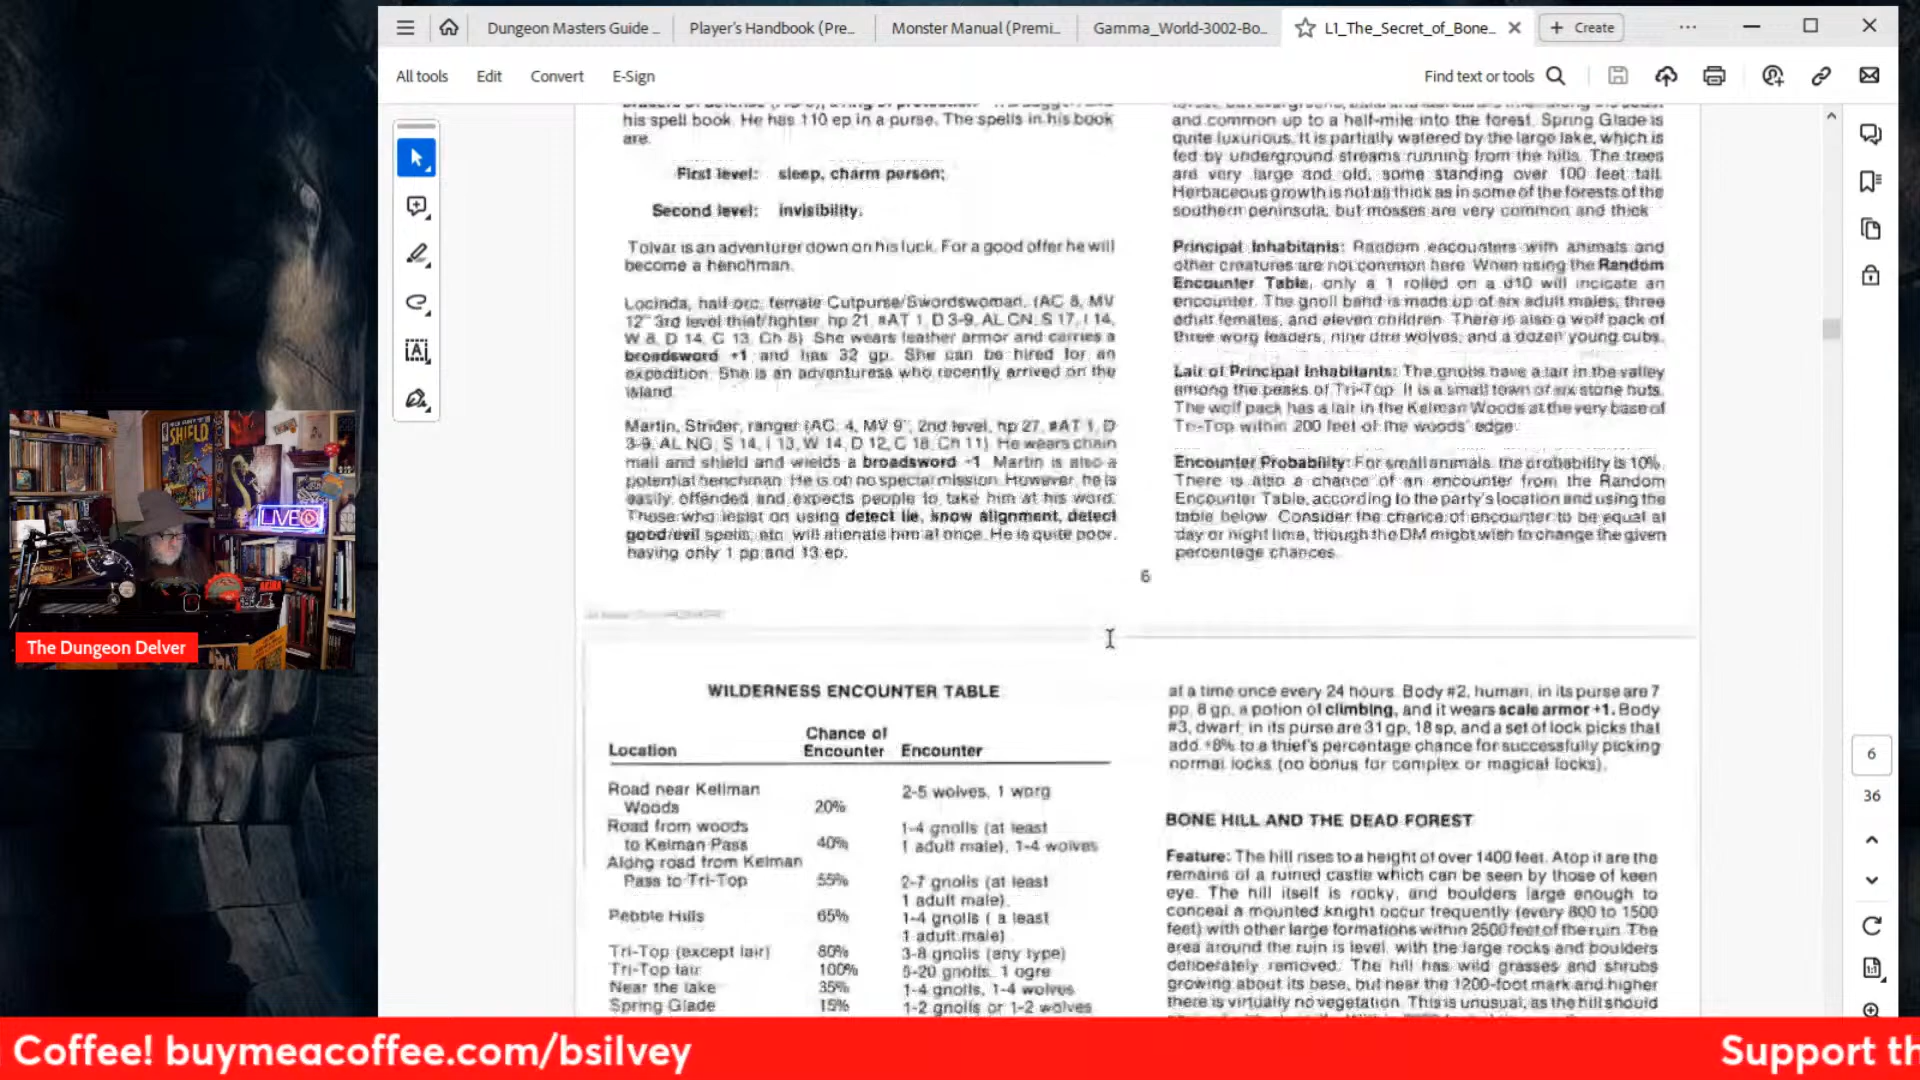 Dungeon Masters Guide ...
Player's Handbook (Pre...
Monster Manual (Premi...
Gamma_World-3002-Bo...
L1_The_Secret_of_Bone...
Create
All tools
Edit
Convert
E-Sign
Find text or tools
his spell book. He has 110 ep in a purse. The spells in his book
are.
First level: sleep, charm person;
Second level: invisibility.
Tolvar is an adventurer down on his luck. For a good offer he will
become a henchman.
Locinda, half orc, female Cutpurse/Swordswoman, (AC 8, MV
12" 3rd level thief/fighter, hp 21, #AT 1, D 3-9, AL CN, S 17, I 14,
W 8, D 14, C 13, Ch 8) She wears leather armor and carries a
broadsword +1 and has 32 gp. She can be hired for an
expedition. She is an adventuress who recently arrived on the
island.
Martin, Strider, ranger (AC. 4, MV 9", 2nd level, hp 27, #AT 1, D
3-9, AL NG, S 14, I 13, W 14, D 12, C 18, Ch 11) He wears chain
mail and shield and wields a broadsword +1 Martin is also a
potential henchman. He is on no special mission. However, he is
easily offended and expects people to take him at his word.
Those who insist on using detect lie, know alignment, detect
good/evil spells, etc. will alienate him at once. He is quite poor,
having only 1 pp and 13 ep.
and common up to a half-mile into the forest. Spring Glade is
quite luxurious. It is partially watered by the large lake, which is
fed by underground streams running from the hills. The trees
are very large and old, some standing over 100 feet tall.
Herbaceous growth is not as thick as in some of the forests of the
southern peninsula, but mosses are very common and thick
Principal Inhabitants: Random encounters with animals and
other creatures are not common here. When using the Random
Encounter Table, only a 1 rolled on a d10 will indicate an
encounter. The gnoll band is made up of six adult males, three
adult females, and eleven children. There is also a wolf pack of
three worg leaders, nine dire wolves, and a dozen young cubs.
Lair of Principal Inhabitants: The gnolls have a lair in the valley
among the peaks of Tri-Top. It is a small town of six stone huts.
The wolf pack has a lair in the Kelman Woods at the very base of
Tri-Top within 200 feet of the woods' edge.
Encounter Probability: For small animals, the probability is 10%.
There is also a chance of an encounter from the Random
Encounter Table, according to the party's location and using the
table below. Consider the chance of encounter to be equal at
day or night time, though the DM might wish to change the given
percentage chances.
6
WILDERNESS ENCOUNTER TABLE
Location Chance of Encounter Encounter
Road near Kellman Woods 20% 2-5 wolves, 1 worg
Road from woods to Kelman Pass 40% 1-4 gnolls (at least 1 adult male), 1-4 wolves
Along road from Kelman Pass to Tri-Top 55% 2-7 gnolls (at least 1 adult male).
Pebble Hills 65% 1-4 gnolls ( a least 1 adult male)
Tri-Top (except lair) 80% 3-8 gnolls (any type)
Tri-Top lair 100% 5-20 gnolls, 1 ogre
Near the lake 35% 1-4 gnolls, 1-4 wolves
Spring Glade 15% 1-2 gnolls or 1-2 wolves
at a time once every 24 hours. Body #2, human, in its purse are 7
pp, 8 gp, a potion of climbing, and it wears scale armor +1. Body
#3, dwarf; in its purse are 31 gp, 18 sp, and a set of lock picks that
add +8% to a thief's percentage chance for successfully picking
normal locks (no bonus for complex or magical locks).
BONE HILL AND THE DEAD FOREST
Feature: The hill rises to a height of over 1400 feet. Atop it are the
remains of a ruined castle which can be seen by those of keen
eye. The hill itself is rocky, and boulders large enough to
conceal a mounted knight occur frequently (every 800 to 1500
feet) with other large formations within 2500 feet of the ruin. The
area around the ruin is level, with the large rocks and boulders
deliberately removed. The hill has wild grasses and shrubs
growing about its base, but near the 1200-foot mark and higher
there is virtually no vegetation. This is unusual, as the hill should
6
36
SHIELD
LIVE
The Dungeon Delver
Coffee! buymeacoffee.com/bsilvey
Support th